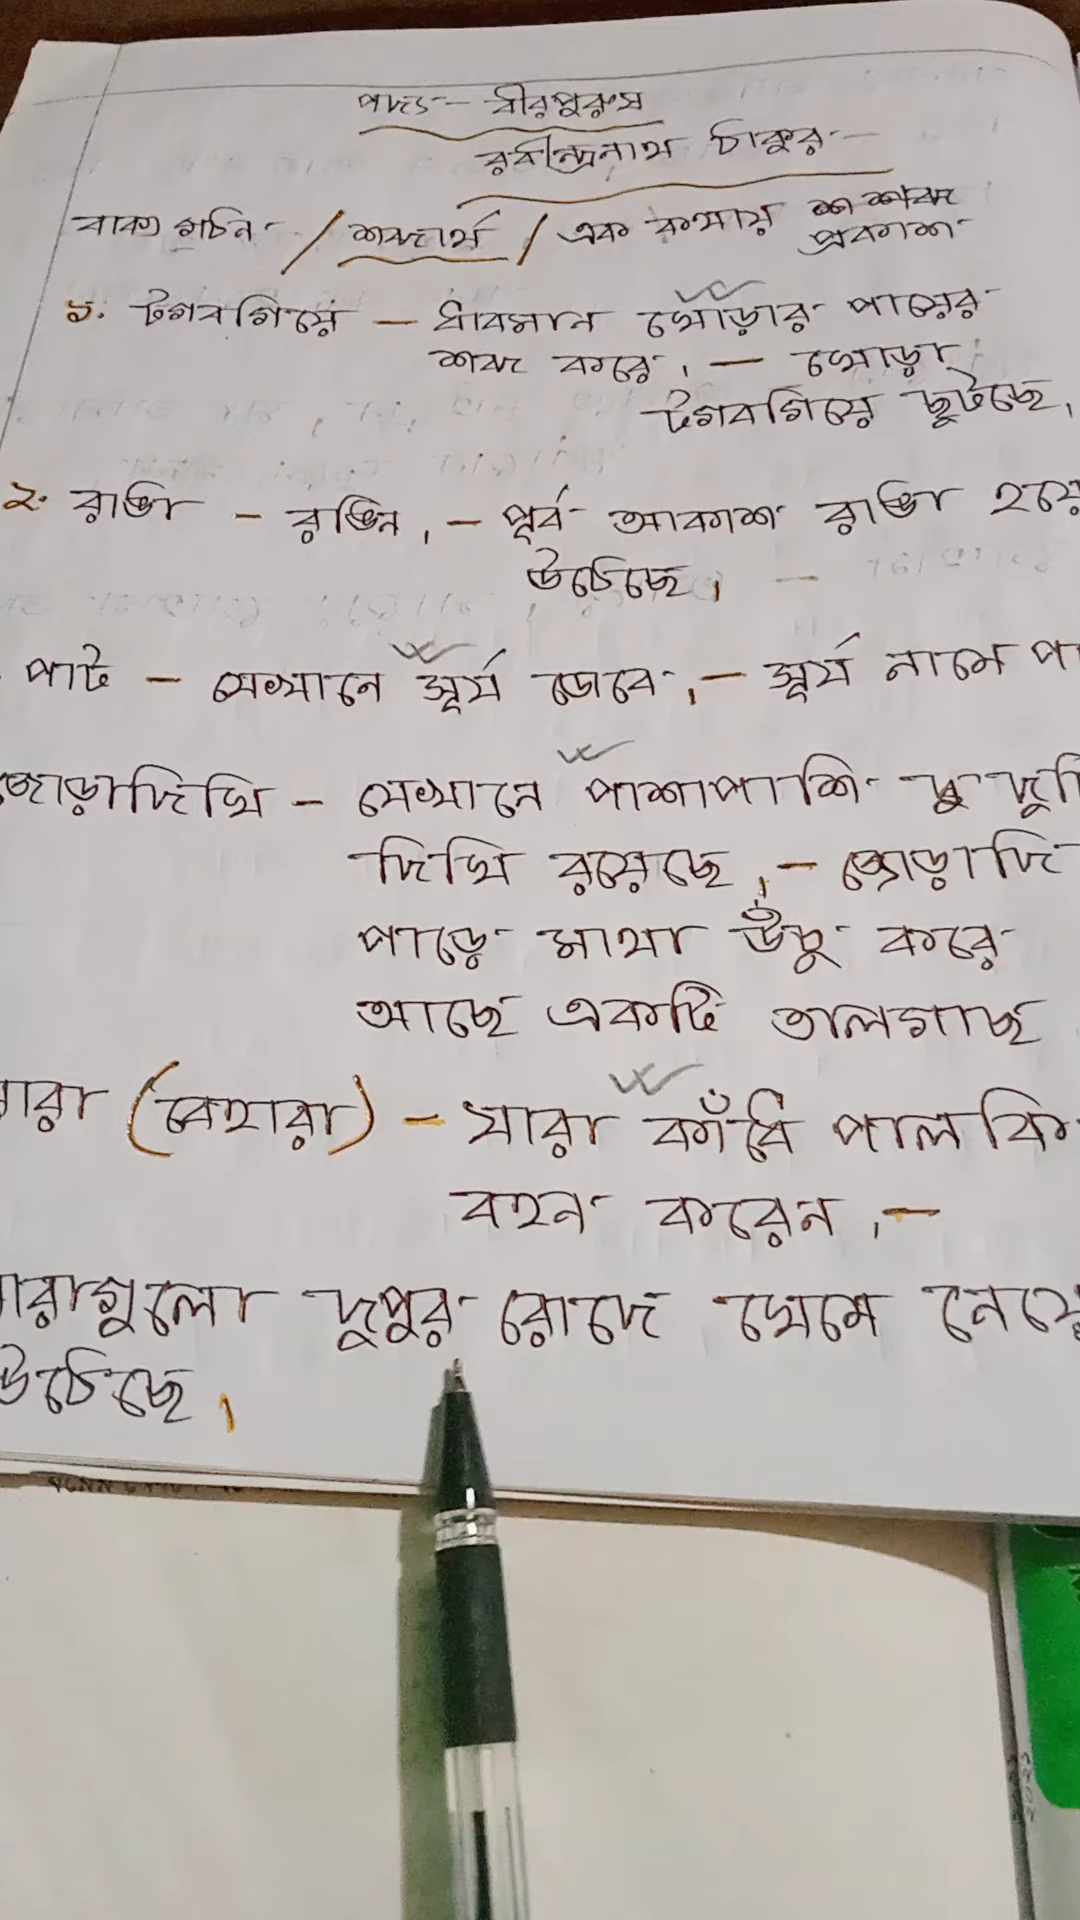 পদ্য - বীরপুরুষ
রবীন্দ্রনাথ ঠাকুর -
বাক্য গঠন / শব্দার্থ / এক কথায় প্রকাশ
১. টগবগিয়ে - ধাবমান ঘোঁড়ার পায়ের
শব্দ করে। - ঘোড়া
টগবগিয়ে ছুটছে।
২. রাঙা - রঙিন। - পূর্ব আকাশ রাঙা হয়ে
উঠেছে। -
পাট - যেখানে সূর্য ডোবে। - সূর্য নামে
জোড়াদিঘি - যেখানে পাশাপাশি
দিঘি রয়েছে। -
পাড়ে মাথা উঁচু করে
আছে একটি তালগাছ
(বেহারা) - যারা কাঁধে পালকি
বহন করেন। -
দুপুর রোদে ঘেমে নেয়ে
উঠেছে।